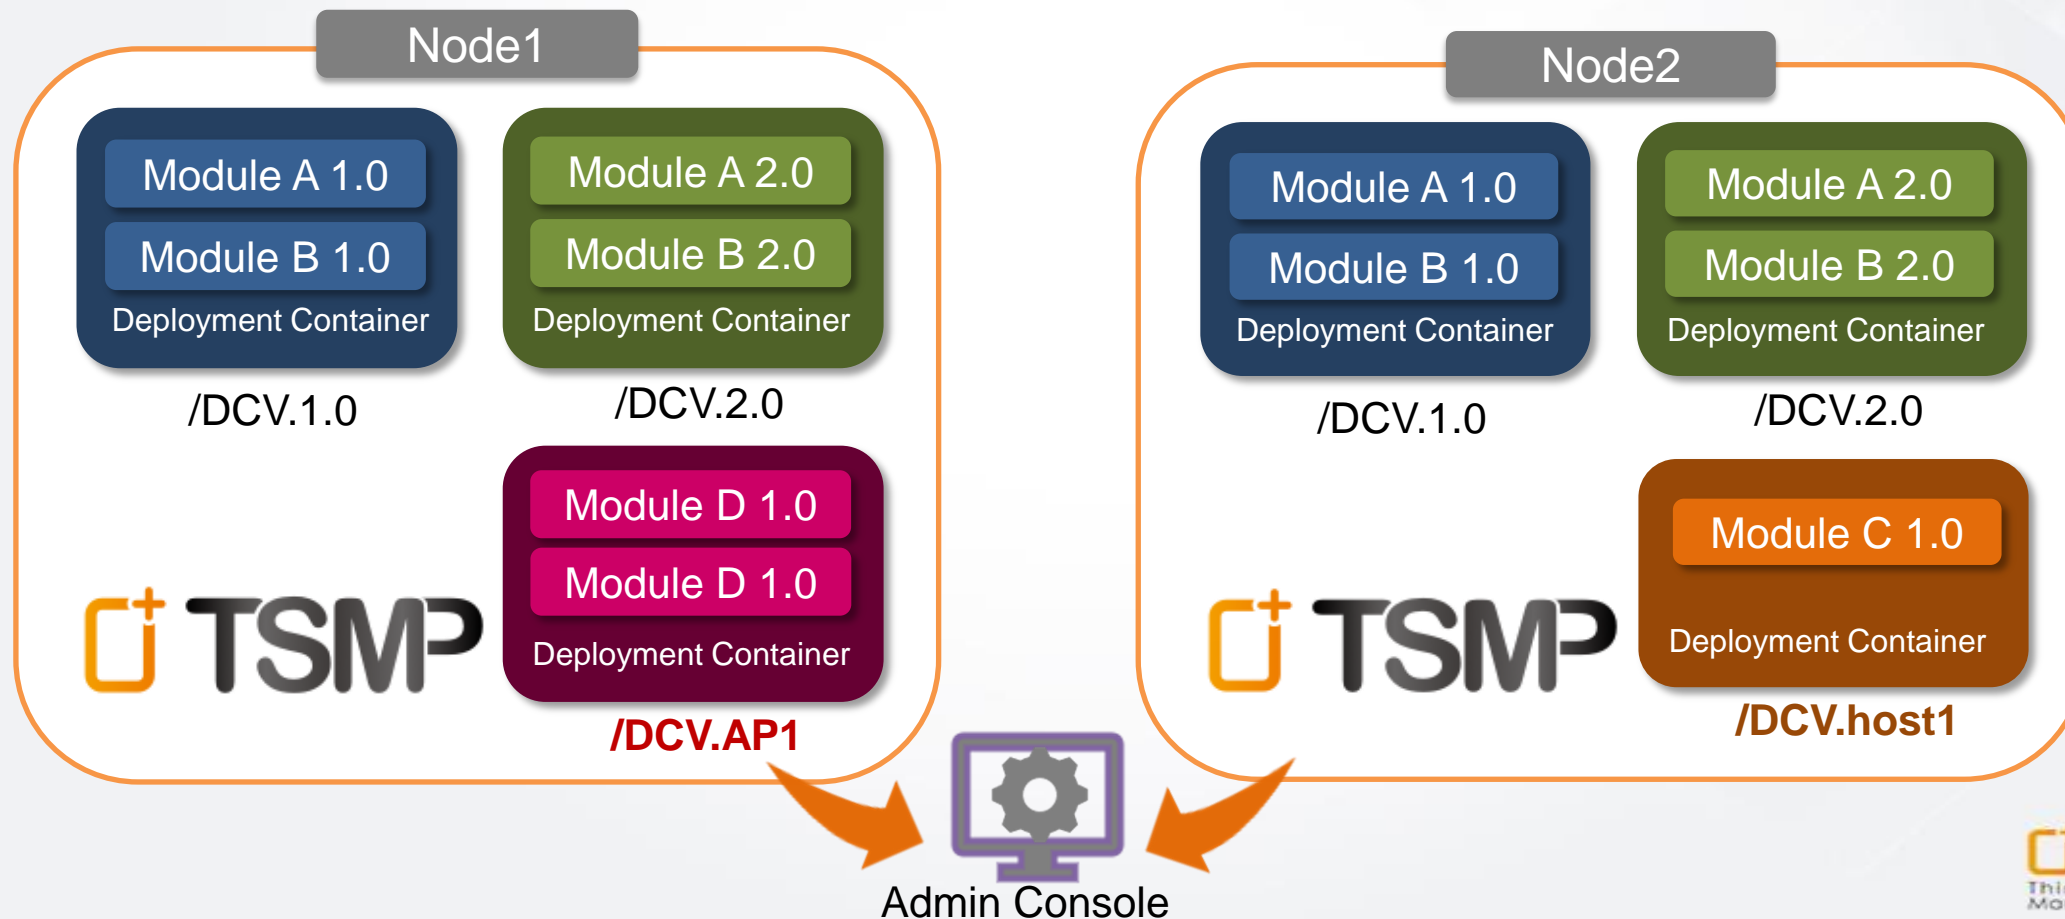 Node1
Module A 1.0
Module B 1.0
Deployment Container
/DCV.1.0
Module A 2.0
Module B 2.0
Deployment Container
/DCV.2.0
Module D 1.0
Module D 1.0
Deployment Container
/DCV.AP1
TSMP
Node2
Module A 1.0
Module B 1.0
Deployment Container
/DCV.1.0
Module A 2.0
Module B 2.0
Deployment Container
/DCV.2.0
Module C 1.0
Deployment Container
/DCV.host1
TSMP
Admin Console